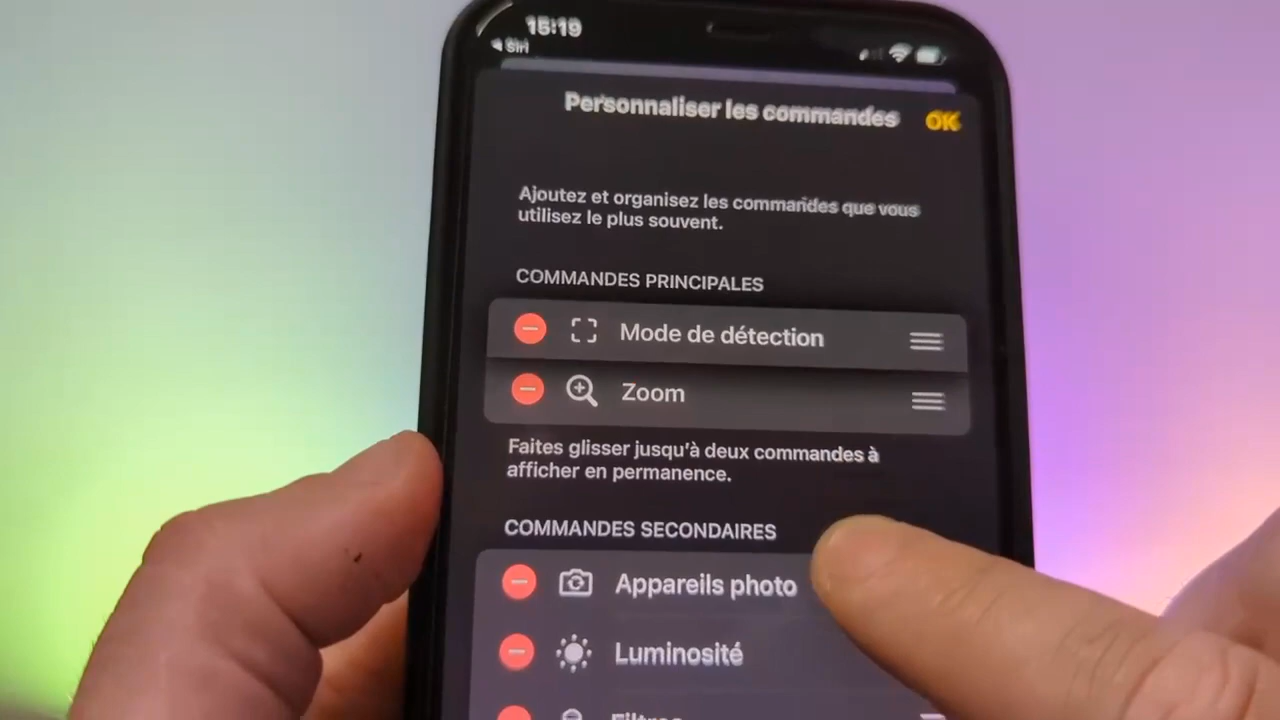 15:19
Siri
Personnaliser les commandes
OK
Ajoutez et organisez les commandes que vous
utilisez le plus souvent.
COMMANDES PRINCIPALES
Mode de détection
Zoom
Faites glisser jusqu'à deux commandes à
afficher en permanence.
COMMANDES SECONDAIRES
Appareils photo
Luminosité
Filtres